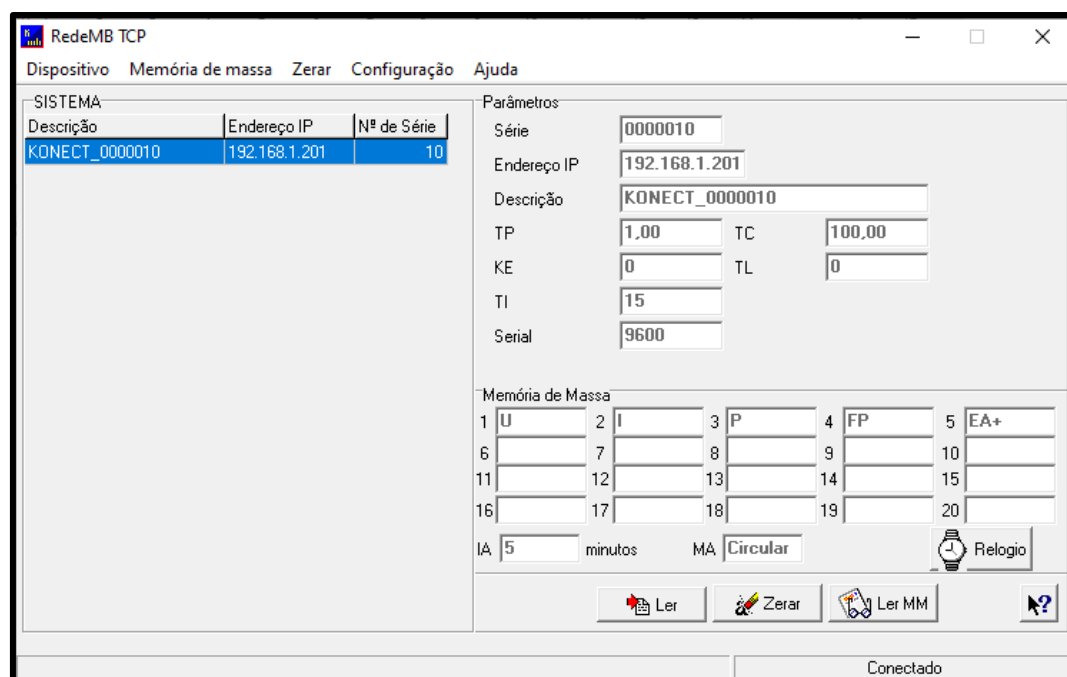 RedeMB TCP
Dispositivo Memória de massa Zerar Configuração Ajuda
SISTEMA
Descrição Endereço IP Nº de Série
KONECT_0000010 192.168.1.201 10
Parâmetros
Série 0000010
Endereço IP 192.168.1.201
Descrição KONECT_0000010
TP 1,00 TC 100,00
KE 0 TL 0
TI 15
Serial 9600
Memória de Massa
1 U 2 I 3 P 4 FP 5 EA+
6 7 8 9 10
11 12 13 14 15
16 17 18 19 20
IA 5 minutos MA Circular Relogio
Ler Zerar Ler MM
Conectado